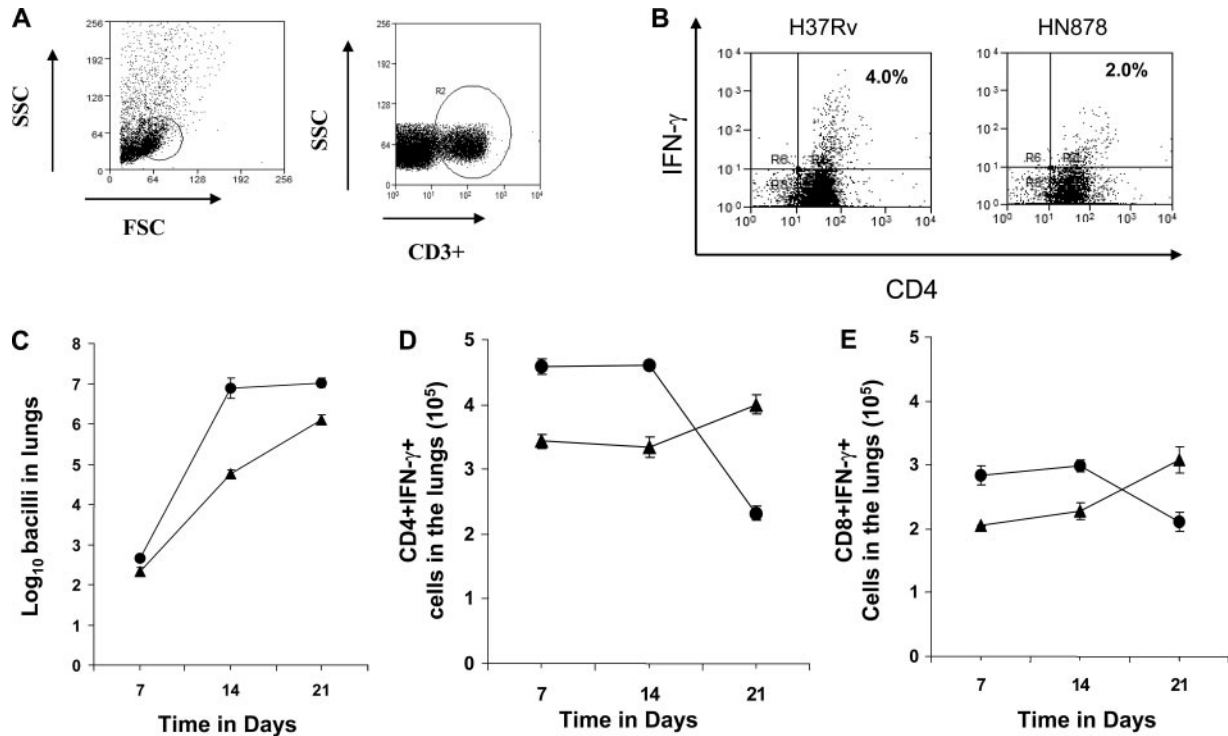 A
SSC
256
192
128
64
0
0 64 128 192 256
FSC
SSC
256
192
128
64
0
R2
10⁰ 10¹ 10² 10³ 10⁴
CD3+
B
H37Rv
HN878
IFN-γ
10⁴
10³
10²
10¹
10⁰
4.0%
R6
10⁰ 10¹ 10² 10³ 10⁴
10⁴
10³
10²
10¹
10⁰
2.0%
R6
10⁰ 10¹ 10² 10³ 10⁴
CD4
C
Log₁₀ bacilli in lungs
8
7
6
5
4
3
2
1
0
7 14 21
Time in Days
D
CD4+IFN-γ+
cells in the lungs (10⁵)
5
4
3
2
1
0
7 14 21
Time in Days
E
CD8+IFN-γ+
Cells in the lungs (10⁵)
5
4
3
2
1
0
7 14 21
Time in Days